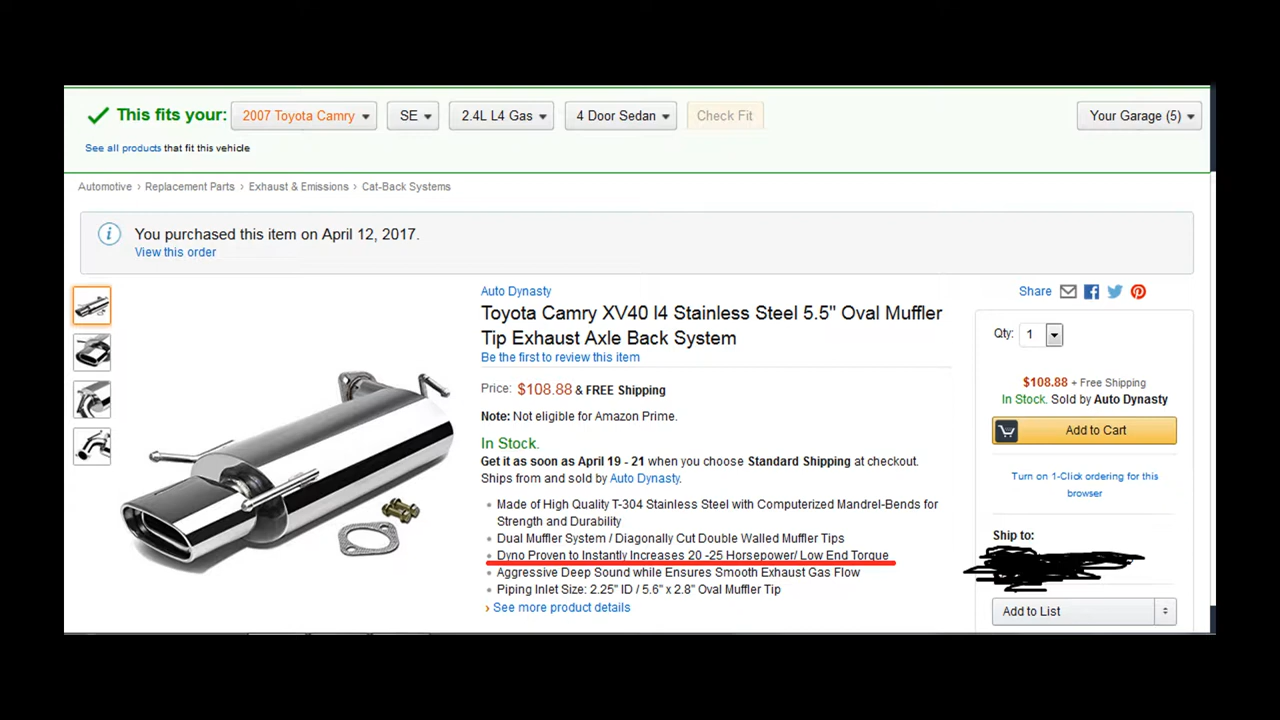 This fits your: 2007 Toyota Camry SE 2.4L L4 Gas 4 Door Sedan Check Fit Your Garage (5)
See all products that fit this vehicle
Automotive › Replacement Parts › Exhaust & Emissions › Cat-Back Systems
i You purchased this item on April 12, 2017.
View this order
Auto Dynasty
Share
Toyota Camry XV40 I4 Stainless Steel 5.5" Oval Muffler
Tip Exhaust Axle Back System
Be the first to review this item
Price: $108.88 & FREE Shipping
Note: Not eligible for Amazon Prime.
In Stock.
Get it as soon as April 19 - 21 when you choose Standard Shipping at checkout.
Ships from and sold by Auto Dynasty.
• Made of High Quality T-304 Stainless Steel with Computerized Mandrel-Bends for
Strength and Durability
• Dual Muffler System / Diagonally Cut Double Walled Muffler Tips
• Dyno Proven to Instantly Increases 20 -25 Horsepower/ Low End Torque
• Aggressive Deep Sound while Ensures Smooth Exhaust Gas Flow
• Piping Inlet Size: 2.25" ID / 5.6" x 2.8" Oval Muffler Tip
› See more product details
Qty: 1
$108.88 + Free Shipping
In Stock. Sold by Auto Dynasty
Add to Cart
Turn on 1-Click ordering for this
browser
Ship to:
Add to List